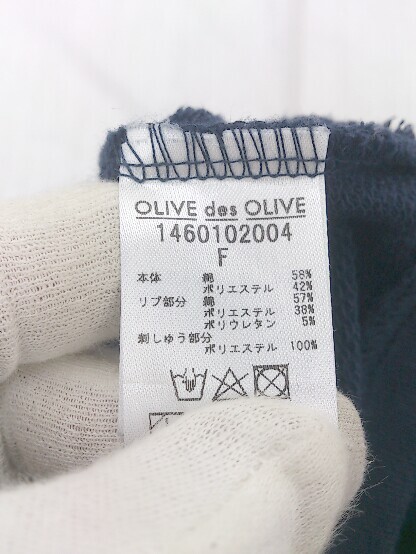 OLIVE des OLIVE
1460102004
F
本体 綿 58%
ポリエステル 42%
リブ部分 綿 57%
ポリエステル 38%
ポリウレタン 5%
刺しゅう部分
ポリエステル 100%